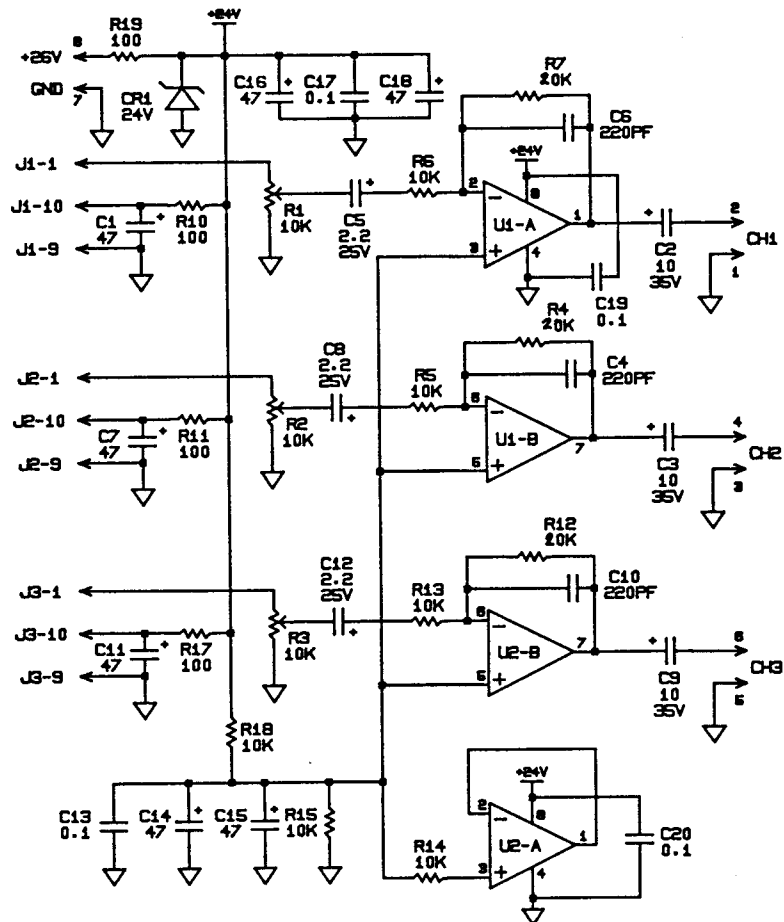 +24V
R19
100
8
+26V
GND
7
CR1
24V
C16
47
+
C17
0.1
C18
47
+
R7
20K
C6
220PF
+24V
J1-1
J1-10
J1-9
C1
47
+
R10
100
R1
10K
C5
2.2
25V
+
R6
10K
2
3
8
4
1
U1-A
C19
0.1
+
C2
10
35V
2
1
CH1
R4
20K
C4
220PF
J2-1
J2-10
J2-9
C7
47
+
R11
100
R2
10K
C8
2.2
25V
+
R5
10K
6
5
7
U1-B
+
C3
10
35V
4
3
CH2
R12
20K
C10
220PF
J3-1
J3-10
J3-9
C11
47
+
R17
100
R3
10K
C12
2.2
25V
+
R13
10K
6
5
7
U2-B
+
C9
10
35V
6
5
CH3
R18
10K
C13
0.1
C14
47
+
C15
47
+
R15
10K
R14
10K
+24V
2
3
8
4
1
U2-A
C20
0.1